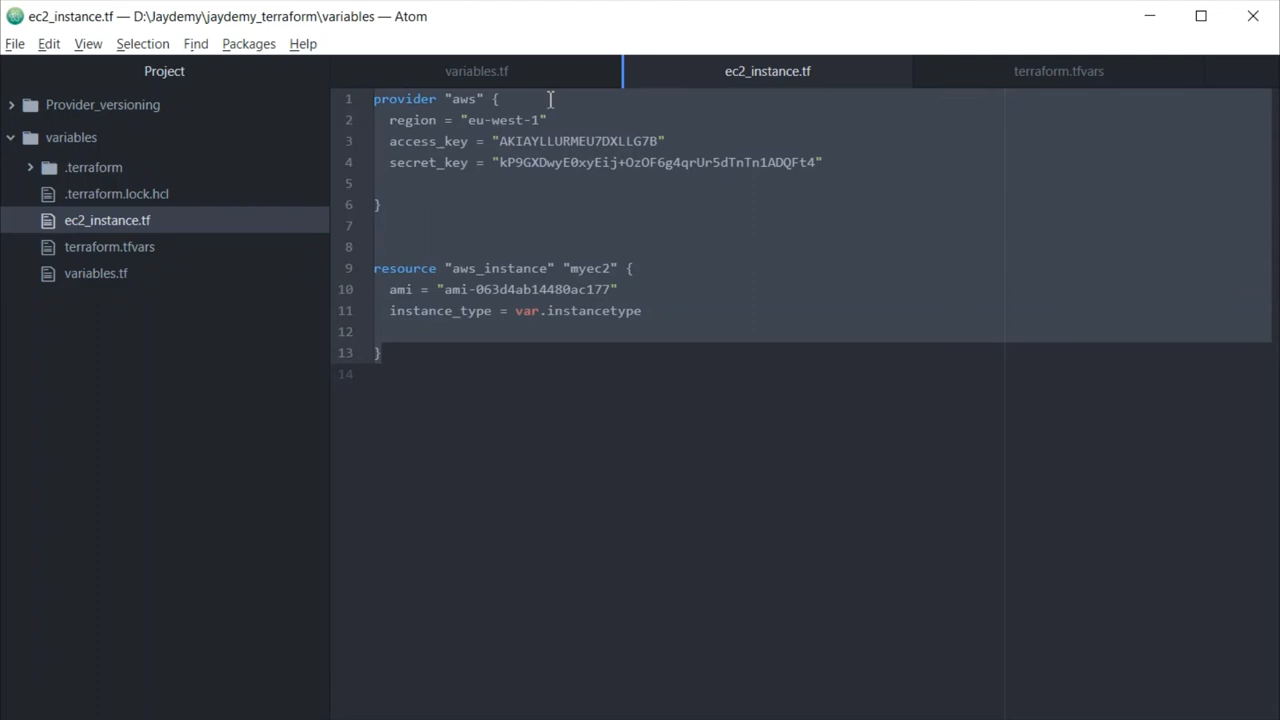 ec2_instance.tf — D:\Jaydemy\jaydemy_terraform\variables — Atom
File Edit View Selection Find Packages Help
Project
variables.tf ec2_instance.tf terraform.tfvars
Provider_versioning
variables
.terraform
.terraform.lock.hcl
ec2_instance.tf
terraform.tfvars
variables.tf
1 provider "aws" {
2 region = "eu-west-1"
3 access_key = "AKIAYLLURMEU7DXLLG7B"
4 secret_key = "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"
5
6 }
7
8
9 resource "aws_instance" "myec2" {
10 ami = "ami-063d4ab14480ac177"
11 instance_type = var.instancetype
12
13 }
14